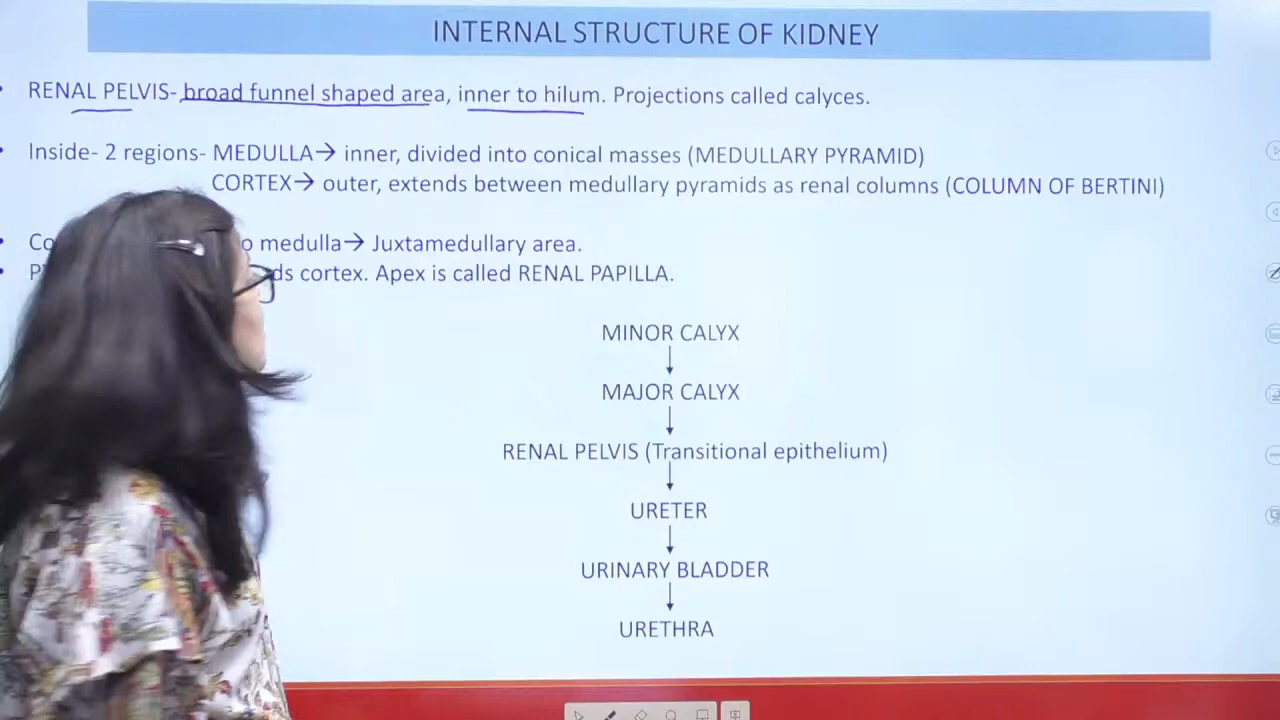 INTERNAL STRUCTURE OF KIDNEY
RENAL PELVIS- broad funnel shaped area, inner to hilum. Projections called calyces.
Inside- 2 regions- MEDULLA→ inner, divided into conical masses (MEDULLARY PYRAMID)
CORTEX→ outer, extends between medullary pyramids as renal columns (COLUMN OF BERTINI)
medulla→ Juxtamedullary area.
cortex. Apex is called RENAL PAPILLA.
MINOR CALYX
MAJOR CALYX
RENAL PELVIS (Transitional epithelium)
URETER
URINARY BLADDER
URETHRA